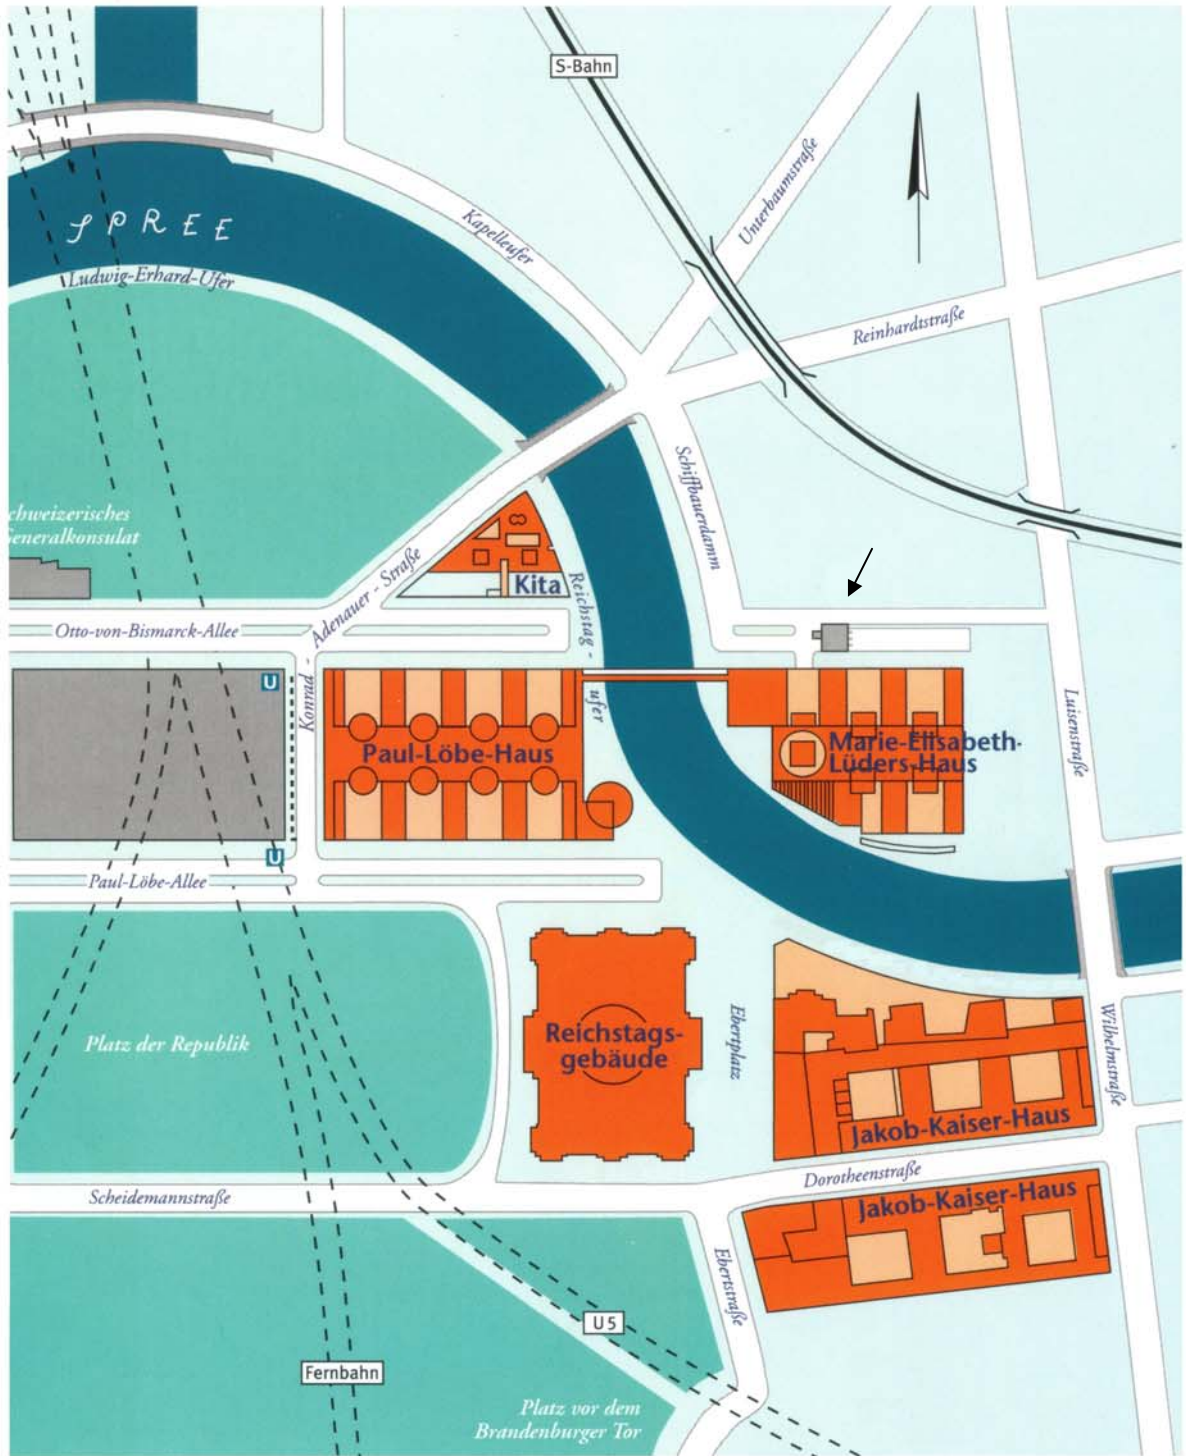 S-Bahn
Unterbaumstraße
SPREE
Kapelleufer
Ludwig-Erhard-Ufer
Reinhardtstraße
Schiffbauerdamm
chweizerisches
Generalkonsulat
Kita
Reichstag-
ufer
Otto-von-Bismarck-Allee
Konrad - Adenauer - Straße
U
Paul-Löbe-Haus
Marie-Elisabeth-
Lüders-Haus
Luisenstraße
U
Paul-Löbe-Allee
Platz der Republik
Reichstags-
gebäude
Ebertplatz
Wilhelmstraße
Jakob-Kaiser-Haus
Dorotheenstraße
Scheidemannstraße
Jakob-Kaiser-Haus
Ebertstraße
U5
Fernbahn
Platz vor dem
Brandenburger Tor